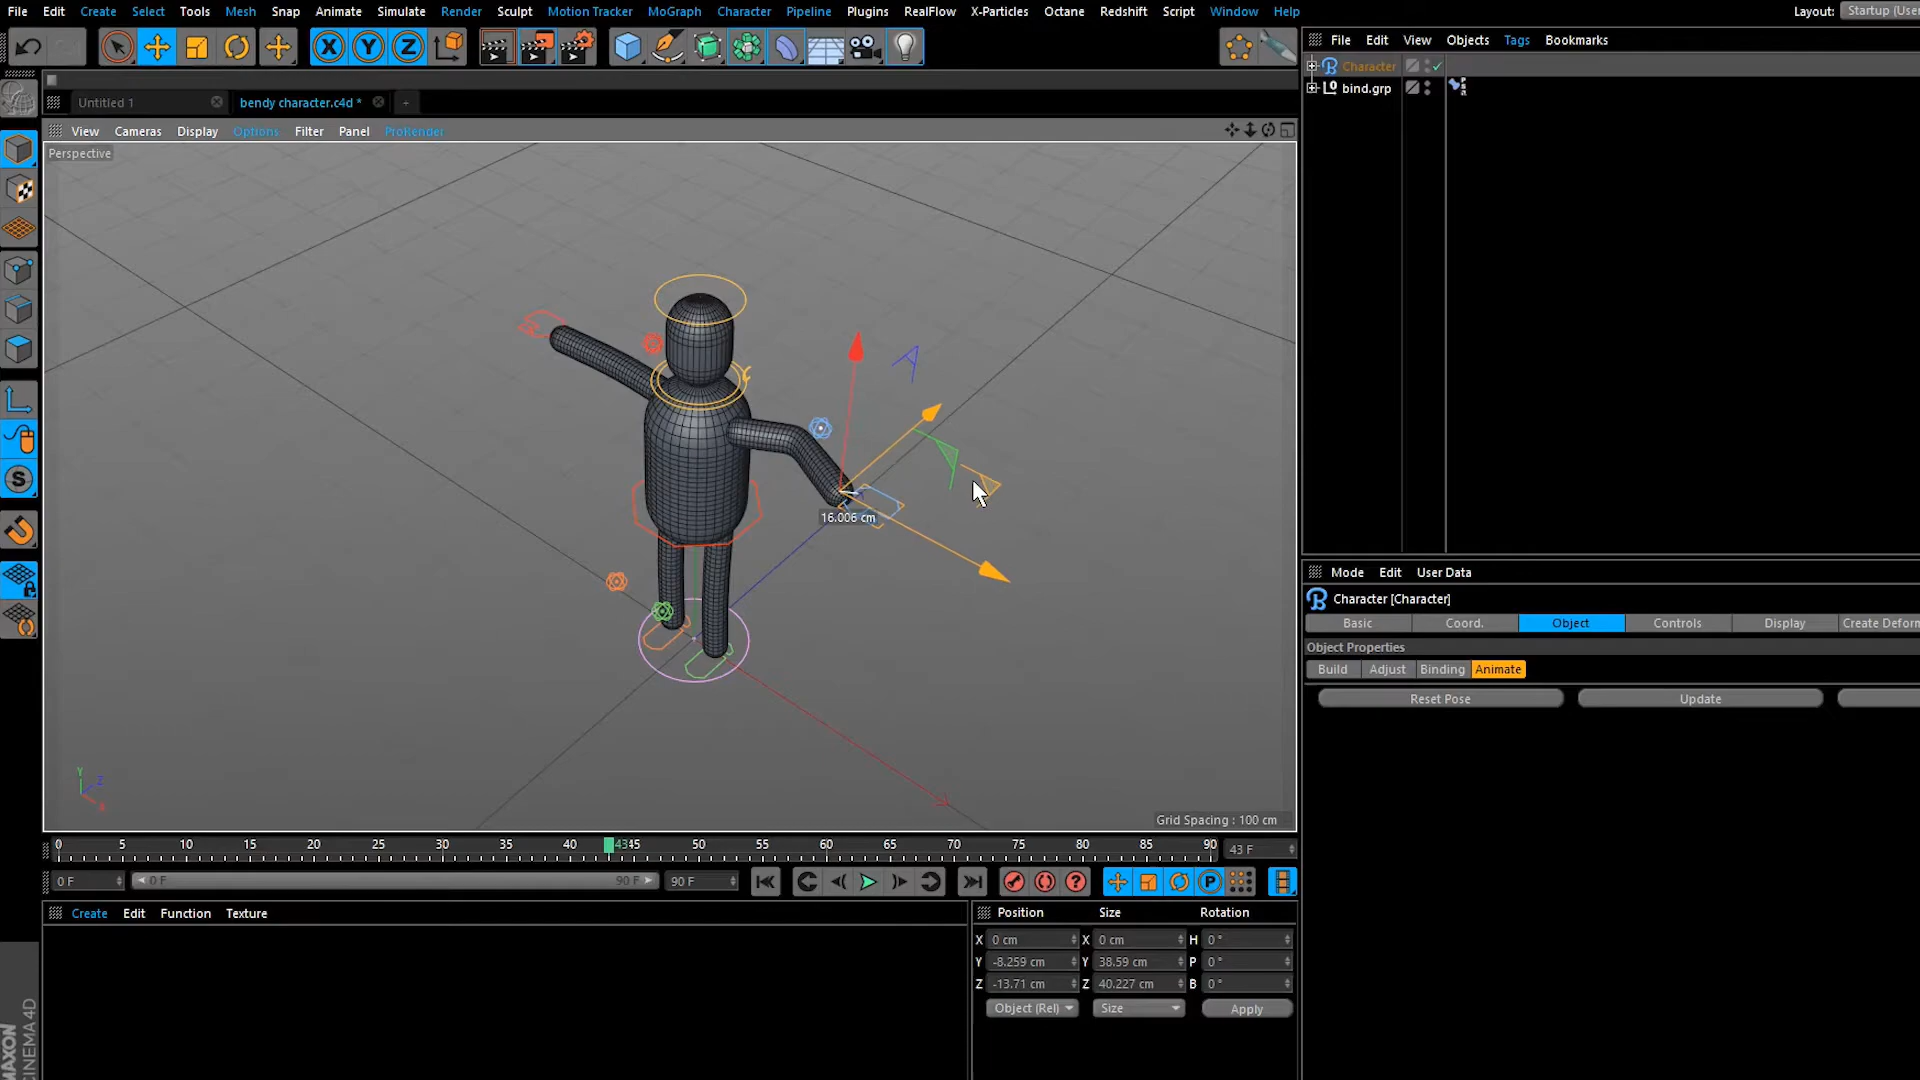 File Edit Create Select Tools Mesh Snap Animate Simulate Render Sculpt Motion Tracker MoGraph Character Pipeline Plugins RealFlow X-Particles Octane Redshift Script Window Help Layout: Startup (User
X Y Z
File Edit View Objects Tags Bookmarks
Character
bind.grp
Untitled 1 bendy character.c4d *
View Cameras Display Options Filter Panel ProRender
Perspective
16.006 cm
Y Z X
Grid Spacing : 100 cm
0 5 10 15 20 25 30 35 40 4345 50 55 60 65 70 75 80 85 90 43 F
0 F 0 F 90 F 90 F
Create Edit Function Texture
Position Size Rotation
X 0 cm X 0 cm H 0 °
Y -8.259 cm Y 38.59 cm P 0 °
Z -13.71 cm Z 40.227 cm B 0 °
Object (Rel) Size Apply
Mode Edit User Data
Character [Character]
Basic Coord. Object Controls Display Create Deform
Object Properties
Build Adjust Binding Animate
Reset Pose Update
MAXON
CINEMA 4D